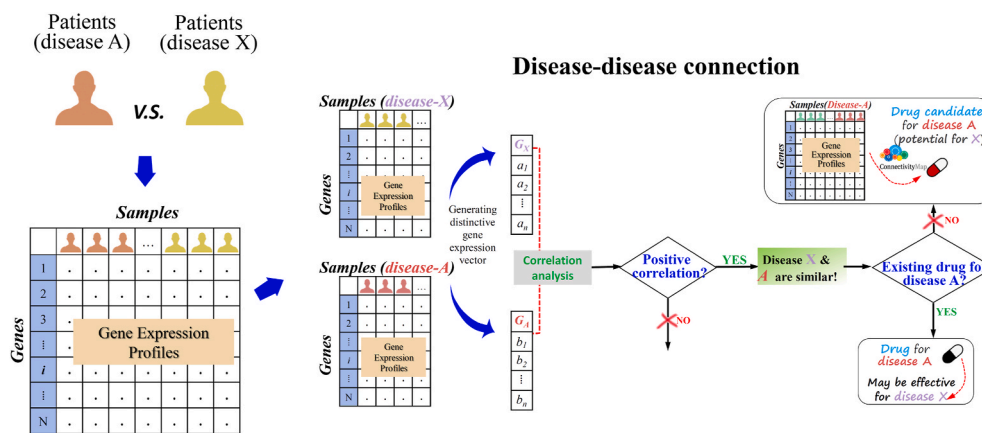 Patients
(disease A)
Patients
(disease X)
V.S.
Samples
Genes
1
2
3
⋮
i
⋮
N
...
Gene Expression
Profiles
Samples (disease-X)
Genes
1
2
i
⋮
N
...
Gene
Expression
Profiles
Samples (disease-A)
Genes
1
2
⋮
i
⋮
N
...
Gene
Expression
Profiles
Generating
distinctive
gene
expression
vector
Disease-disease connection
G_X
a_1
a_2
⋮
a_n
Correlation
analysis
G_A
b_1
b_2
⋮
b_n
Positive
correlation?
YES
NO
Disease X &
A are similar!
Existing drug fo
disease A?
NO
YES
Samples(Disease-A)
Genes
1
2
3
⋮
i
⋮
N
Gene
Expression
Profiles
Drug candidate
for disease A
(potential for X)
ConnectivityMap
Drug for
disease A
May be effective
for disease X